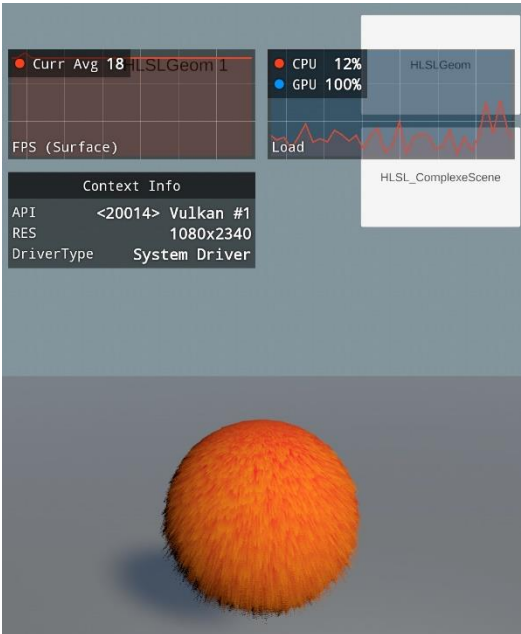 Curr Avg 18
HLSLGeom 1
FPS (Surface)
CPU 12%
GPU 100%
Load
HLSLGeom
HLSL_ComplexeScene
Context Info
API <20014> Vulkan #1
RES 1080x2340
DriverType System Driver